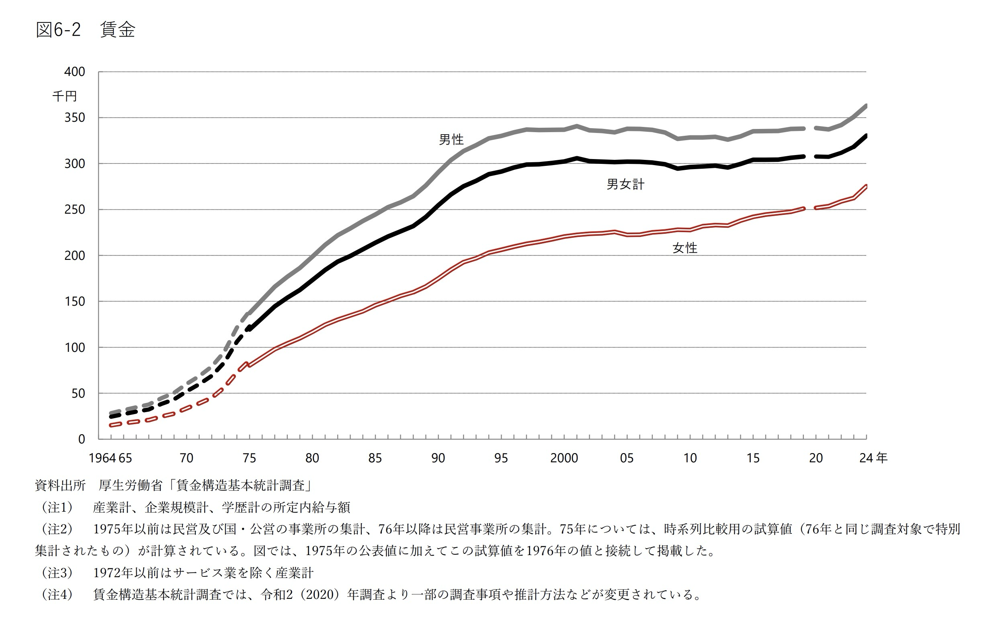 図6-2　賃金
400
千円
350
男性
300
男女計
250
女性
200
150
100
50
0
1964 65 70 75 80 85 90 95 2000 05 10 15 20 24 年
資料出所　厚生労働省「賃金構造基本統計調査」
（注1）　産業計、企業規模計、学歴計の所定内給与額
（注2）　1975年以前は民営及び国・公営の事業所の集計、76年以降は民営事業所の集計。75年については、時系列比較用の試算値（76年と同じ調査対象で特別
集計されたもの）が計算されている。図では、1975年の公表値に加えてこの試算値を1976年の値と接続して掲載した。
（注3）　1972年以前はサービス業を除く産業計
（注4）　賃金構造基本統計調査では、令和2（2020）年調査より一部の調査事項や推計方法などが変更されている。